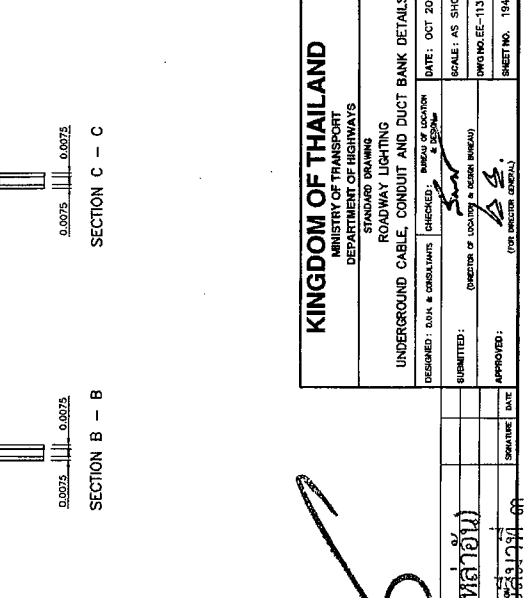 0.0075 0.0075
SECTION C – C
0.0075 0.0075
SECTION B – B
KINGDOM OF THAILAND
MINISTRY OF TRANSPORT
DEPARTMENT OF HIGHWAYS
STANDARD DRAWING
ROADWAY LIGHTING
UNDERGROUND CABLE, CONDUIT AND DUCT BANK DETAILS
DESIGNED : D.O.H. & CONSULTANTS
CHECKED : BUREAU OF LOCATION & DESIGN
DATE : OCT 20
SUBMITTED :
(DIRECTOR OF LOCATION & DESIGN BUREAU)
SCALE : AS SHO
DWG NO. EE-113
APPROVED :
(FOR DIRECTOR GENERAL)
SHEET NO. 194
SIGNATURE DATE